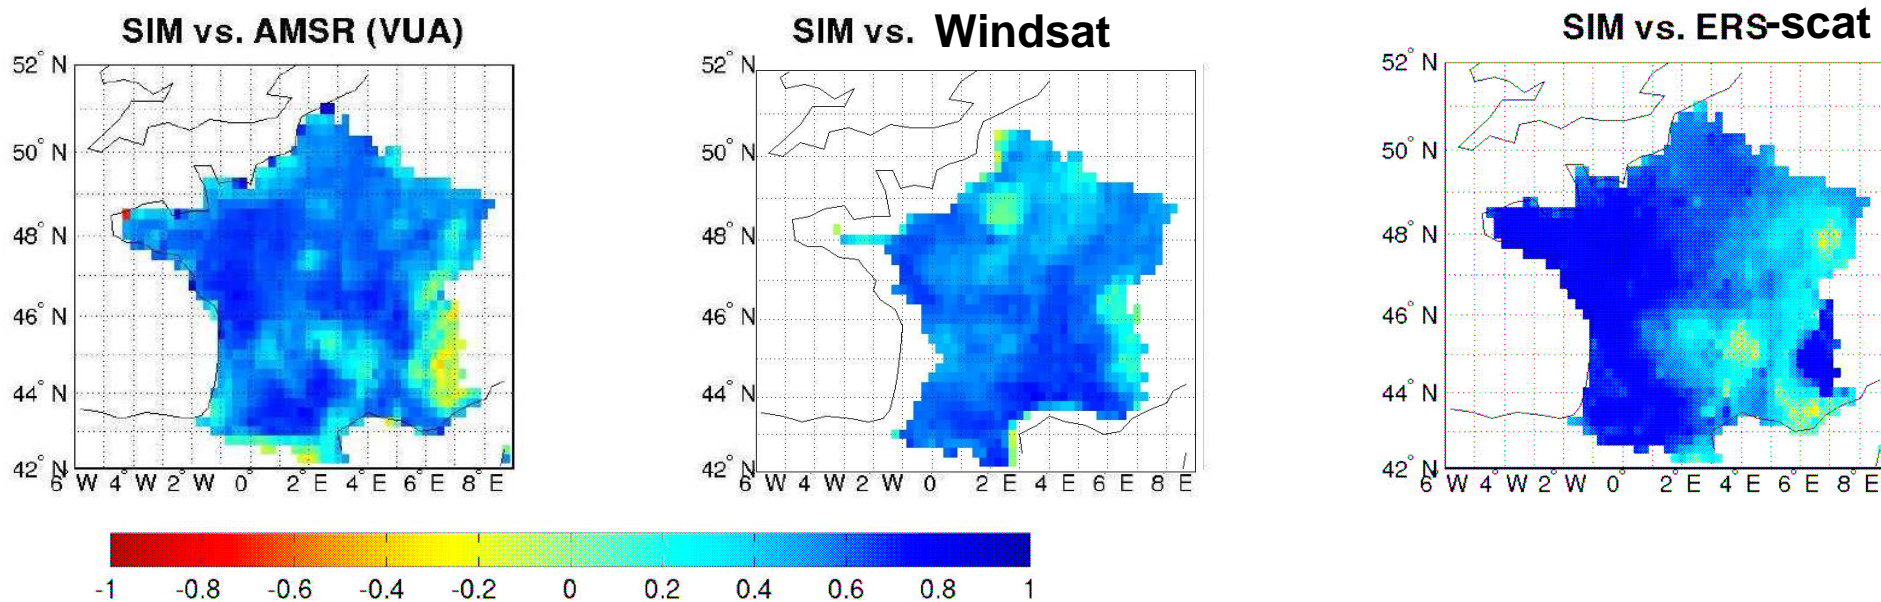 SIM vs. AMSR (VUA)
52° N
50° N
48° N
46° N
44° N
42° N
6° W 4° W 2° W 0° 2° E 4° E 6° E 8° E
SIM vs. Windsat
52° N
50° N
48° N
46° N
44° N
42° N
6° W 4° W 2° W 0° 2° E 4° E 6° E 8° E
SIM vs. ERS-scat
52° N
50° N
48° N
46° N
44° N
42° N
6° W 4° W 2° W 0° 2° E 4° E 6° E 8° E
-1 -0.8 -0.6 -0.4 -0.2 0 0.2 0.4 0.6 0.8 1